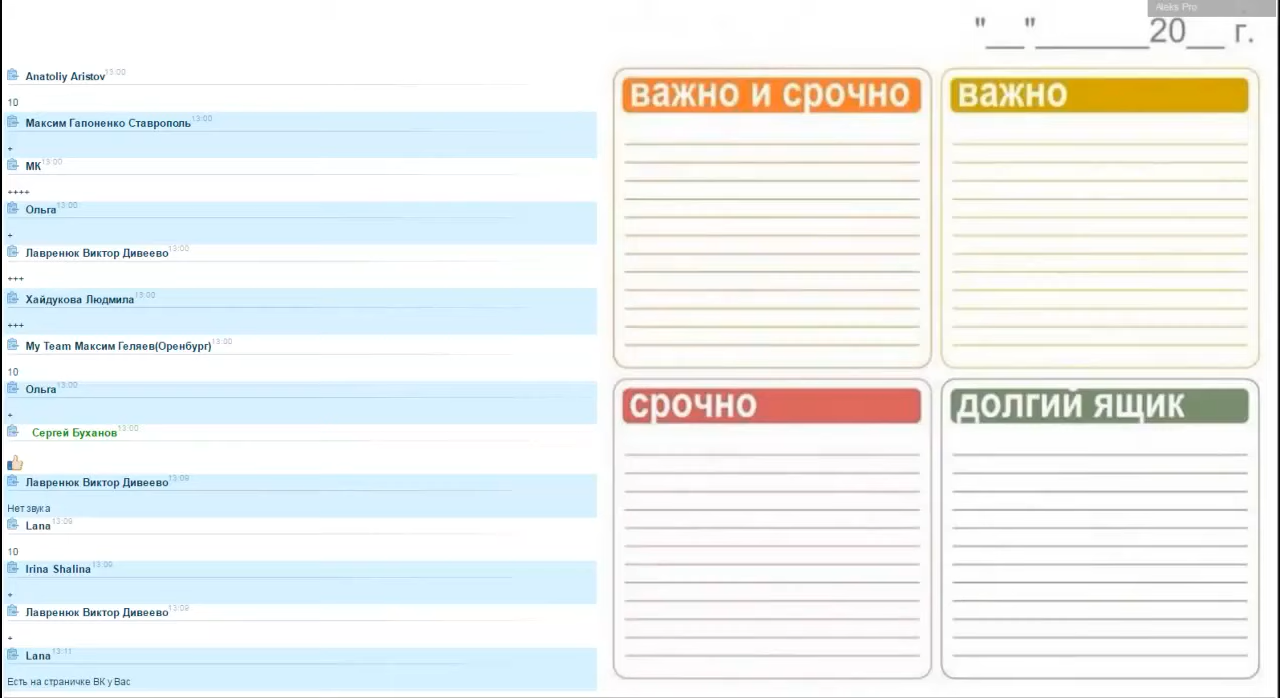 Aleks Pro
"__"______20__ г.
Anatoliy Aristov 13:00
10
Максим Гапоненко Ставрополь 13:00
+
МК 13:00
++++
Ольга 13:00
+
Лавренюк Виктор Дивеево 13:00
+++
Хайдукова Людмила 13:00
+++
My Team Максим Геляев(Оренбург) 13:00
10
Ольга 13:00
+
Сергей Буханов 13:00
Лавренюк Виктор Дивеево 13:09
Нет звука
Lana 13:09
10
Irina Shalina 13:09
+
Лавренюк Виктор Дивеево 13:09
+
Lana 13:11
Есть на страничке ВК у Вас
важно и срочно
важно
срочно
долгий ящик